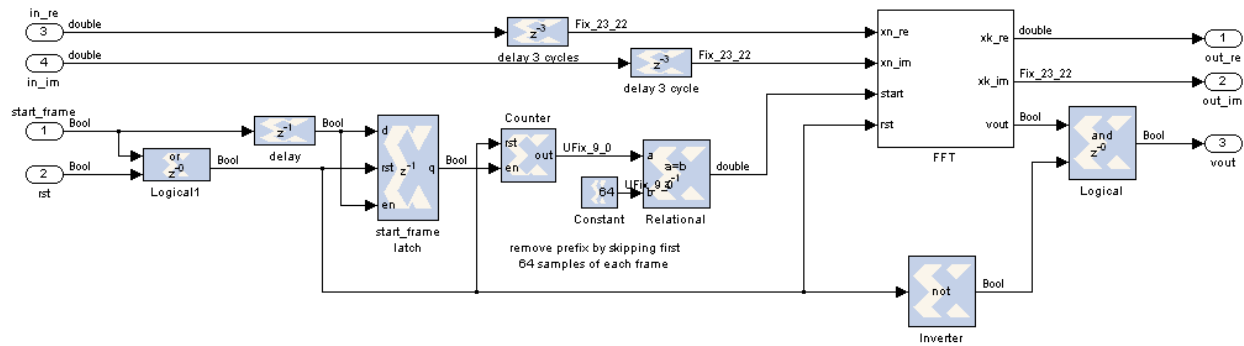 in_re
3
double
z-3
Fix_23_22
delay 3 cycles
4
in_im
double
z-3
Fix_23_22
delay 3 cycle
xn_re
xn_im
start
rst
xk_re
xk_im
vout
FFT
double
1
out_re
Fix_23_22
2
out_im
Bool
and
z-0
Logical
Bool
3
vout
start_frame
1
Bool
z-1
delay
Bool
2
rst
Bool
or
z-0
Logical1
Bool
d
rst
en
z-1
q
start_frame
latch
Bool
Counter
rst
en
out
UFix_9_0
64
Constant
UFix_9_0
a
b
a=b
z-1
Relational
double
remove prefix by skipping first
64 samples of each frame
not
Inverter
Bool